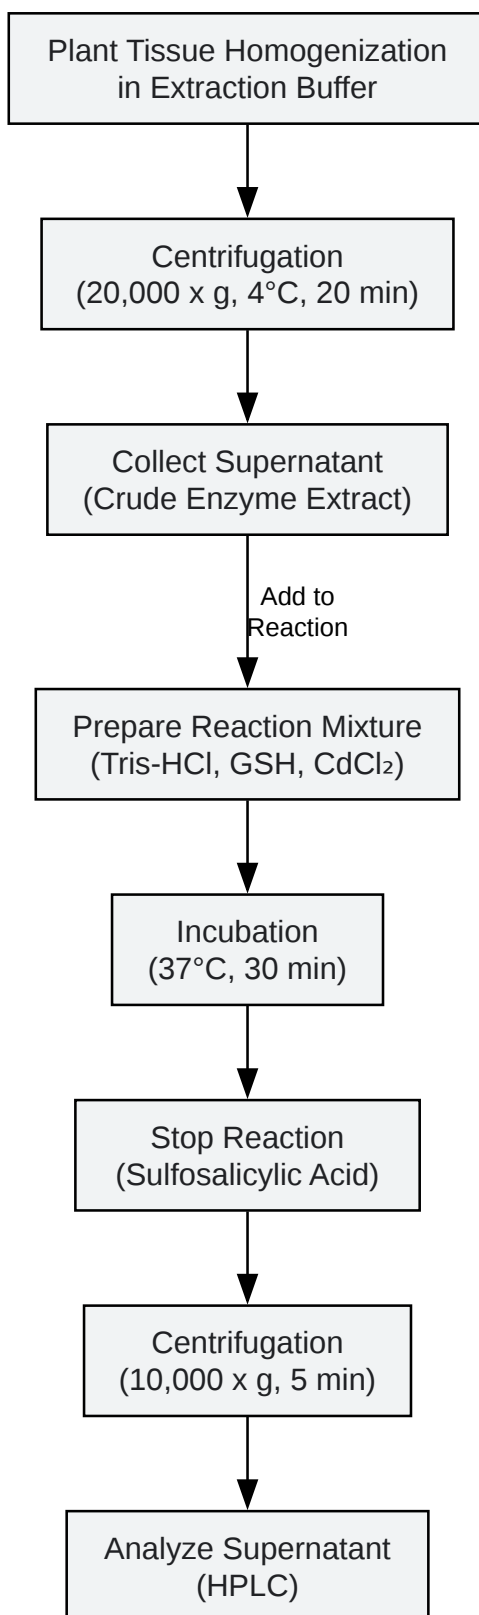 Plant Tissue Homogenization
in Extraction Buffer
Centrifugation
(20,000 x g, 4°C, 20 min)
Collect Supernatant
(Crude Enzyme Extract)
Add to
Reaction
Prepare Reaction Mixture
(Tris-HCl, GSH, CdCl₂)
Incubation
(37°C, 30 min)
Stop Reaction
(Sulfosalicylic Acid)
Centrifugation
(10,000 x g, 5 min)
Analyze Supernatant
(HPLC)